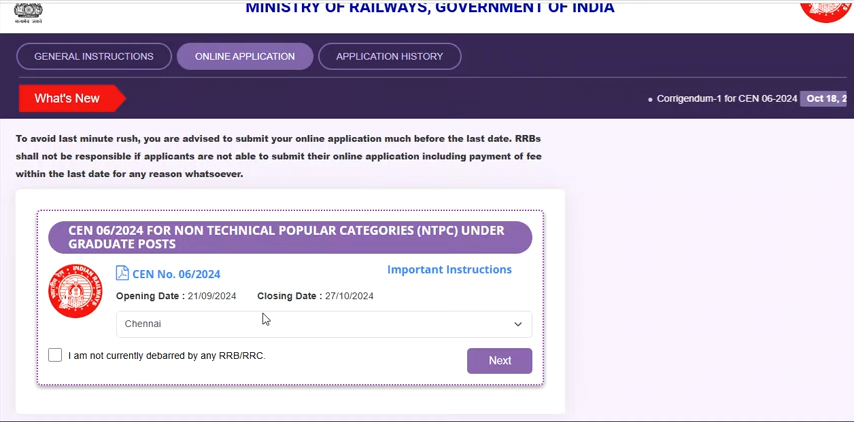 MINISTRY OF RAILWAYS, GOVERNMENT OF INDIA
GENERAL INSTRUCTIONS
ONLINE APPLICATION
APPLICATION HISTORY
What's New
Corrigendum-1 for CEN 06-2024 Oct 18, 2
To avoid last minute rush, you are advised to submit your online application much before the last date. RRBs
shall not be responsible if applicants are not able to submit their online application including payment of fee
within the last date for any reason whatsoever.
CEN 06/2024 FOR NON TECHNICAL POPULAR CATEGORIES (NTPC) UNDER
GRADUATE POSTS
CEN No. 06/2024
Important Instructions
Opening Date : 21/09/2024 Closing Date : 27/10/2024
Chennai
I am not currently debarred by any RRB/RRC.
Next
INDIAN RAILWAYS